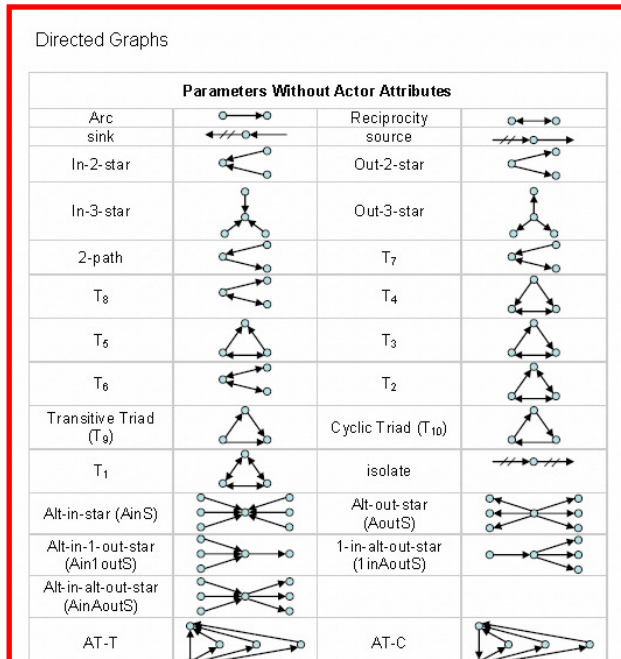 Directed Graphs
Parameters Without Actor Attributes
Arc Reciprocity
sink source
In-2-star Out-2-star
In-3-star Out-3-star
2-path T₇
T₈ T₄
T₅ T₃
T₆ T₂
Transitive Triad
(T₉)
Cyclic Triad (T₁₀)
T₁ isolate
Alt-in-star (AinS)
Alt-out-star
(AoutS)
Alt-in-1-out-star
(Ain1outS)
1-in-alt-out-star
(1inAoutS)
Alt-in-alt-out-star
(AinAoutS)
AT-T AT-C